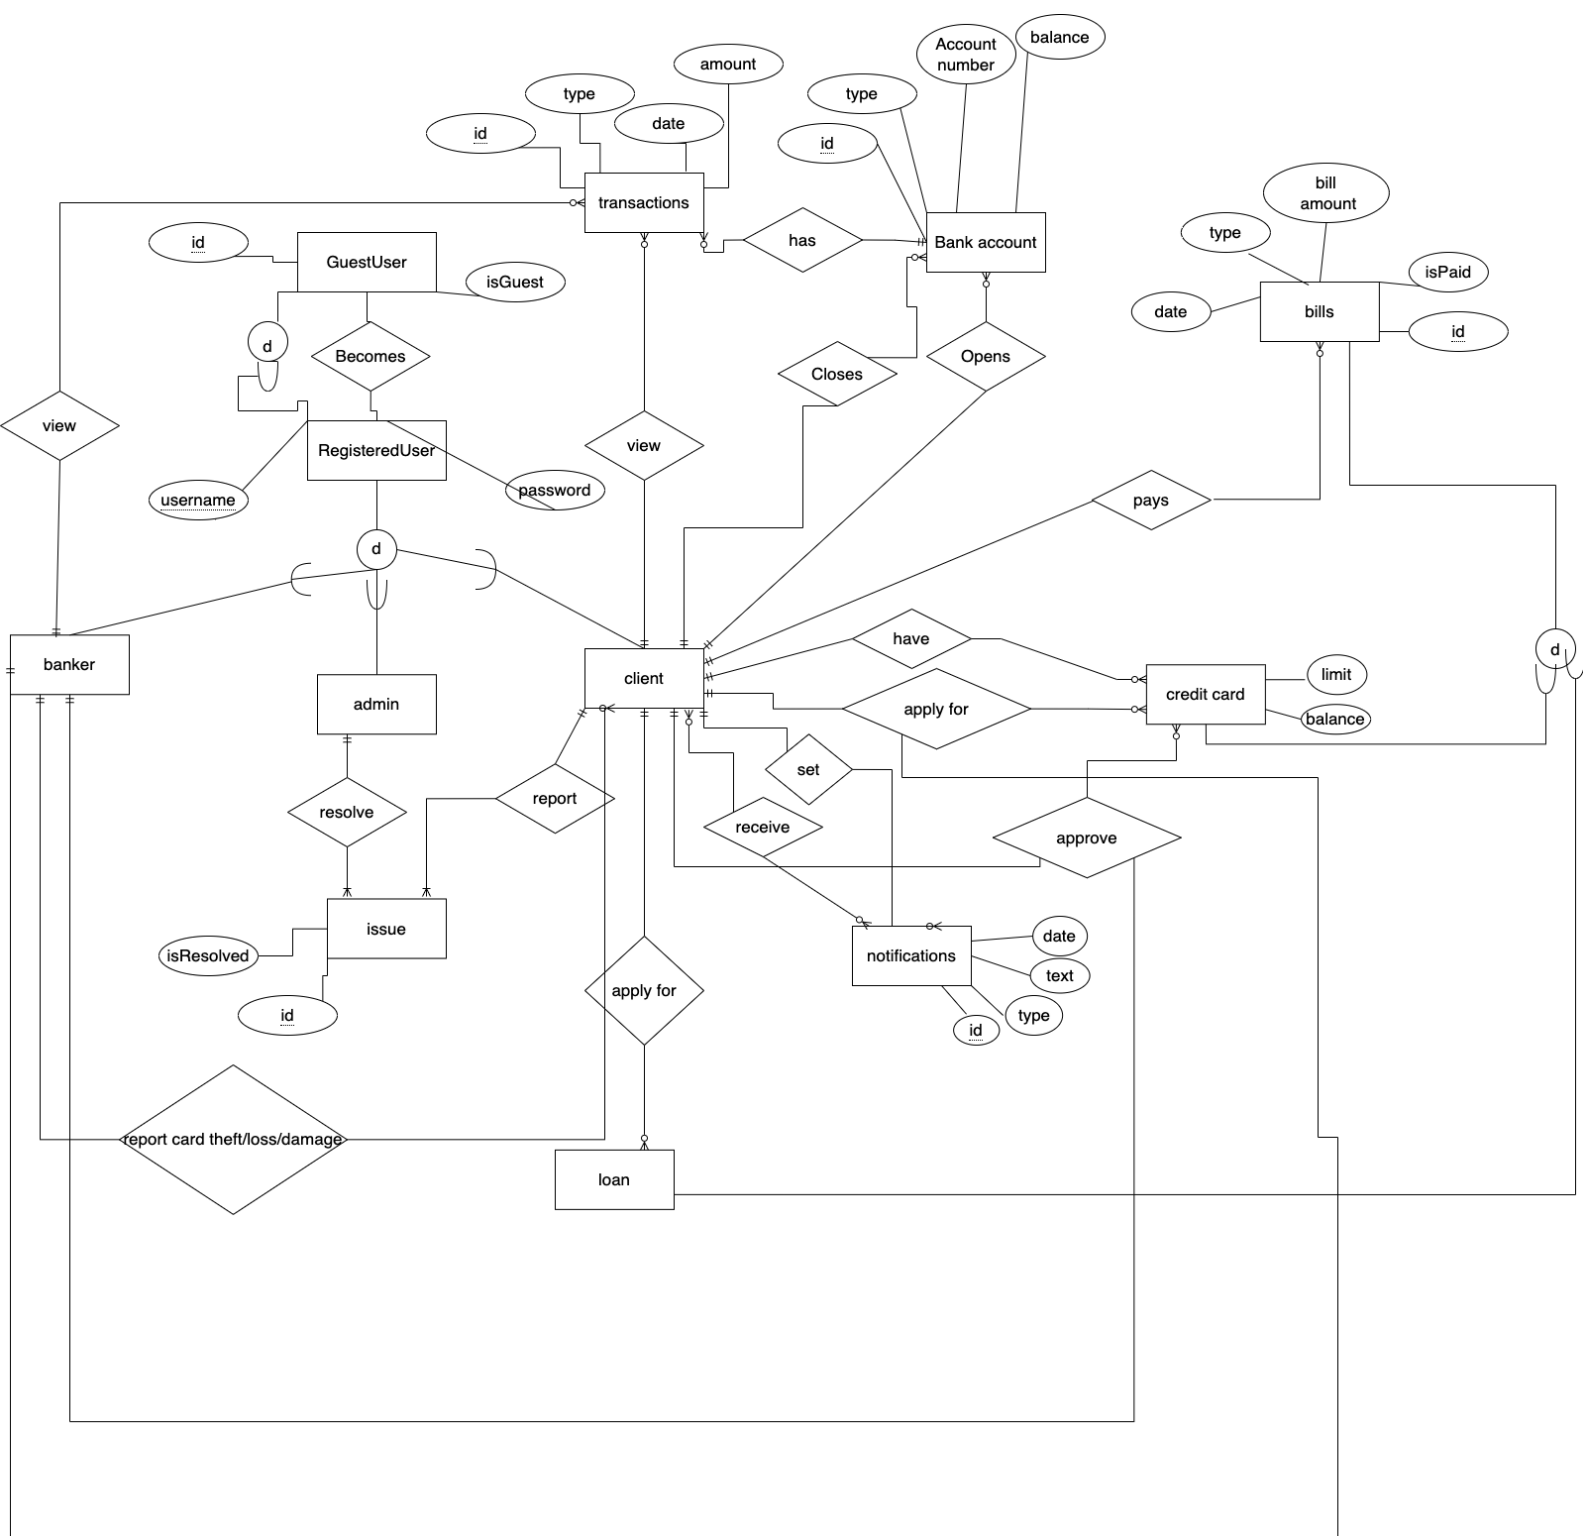 balance
Account
number
amount
type
type
date
id
id
transactions
bill
amount
type
id
has
Bank account
GuestUser
isGuest
isPaid
date
bills
id
d
Becomes
Opens
Closes
view
view
RegisteredUser
password
username
pays
d
have
d
banker
client
limit
credit card
admin
apply for
balance
set
report
resolve
receive
approve
issue
date
isResolved
notifications
text
id
type
id
apply for
report card theft/loss/damage
loan